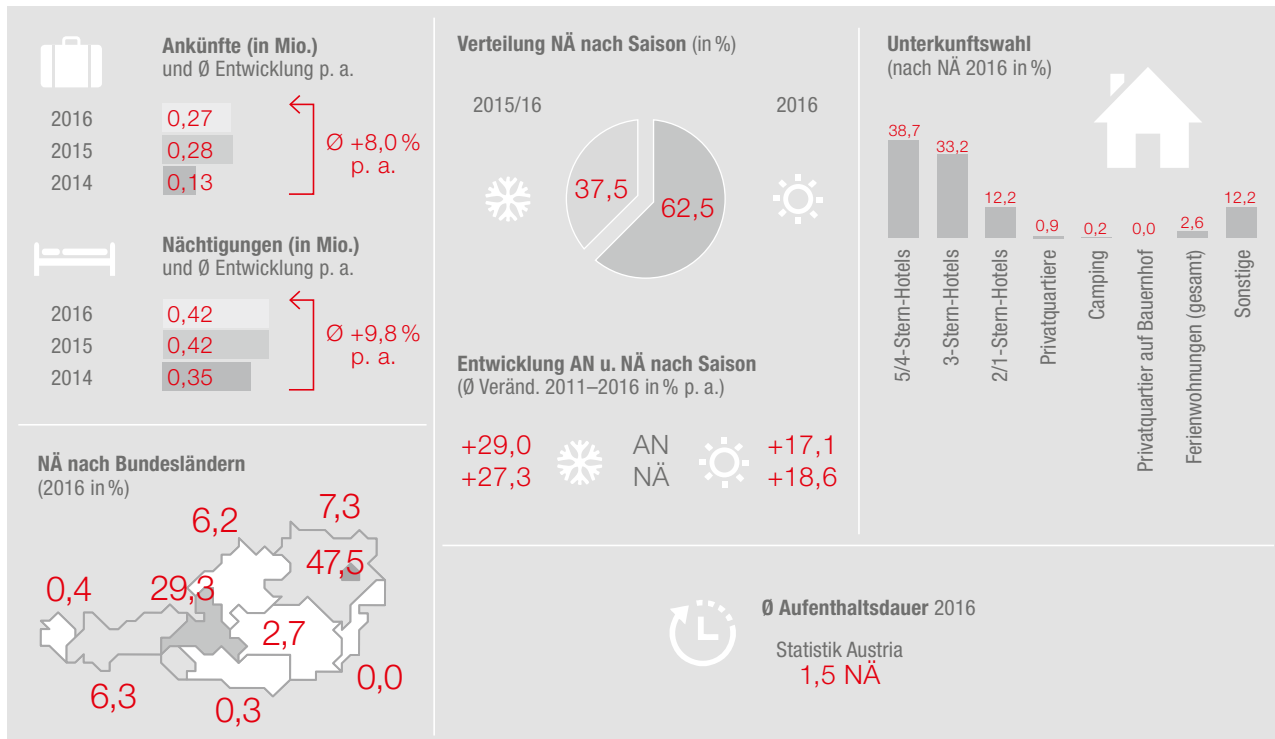 Ankünfte (in Mio.)
und Ø Entwicklung p. a.
2016 0,27
2015 0,28
2014 0,13
Ø +8,0 %
p. a.
Nächtigungen (in Mio.)
und Ø Entwicklung p. a.
2016 0,42
2015 0,42
2014 0,35
Ø +9,8 %
p. a.
NÄ nach Bundesländern
(2016 in %)
6,2
7,3
47,5
0,4
29,3
2,7
6,3
0,3
0,0
Verteilung NÄ nach Saison (in %)
2015/16
2016
37,5
62,5
Entwicklung AN u. NÄ nach Saison
(Ø Veränd. 2011–2016 in % p. a.)
+29,0 AN +17,1
+27,3 NÄ +18,6
Unterkunftswahl
(nach NÄ 2016 in %)
38,7
33,2
12,2
0,9
0,2
0,0
2,6
12,2
5/4-Stern-Hotels
3-Stern-Hotels
2/1-Stern-Hotels
Privatquartiere
Camping
Privatquartier auf Bauernhof
Ferienwohnungen (gesamt)
Sonstige
Ø Aufenthaltsdauer 2016
Statistik Austria
1,5 NÄ